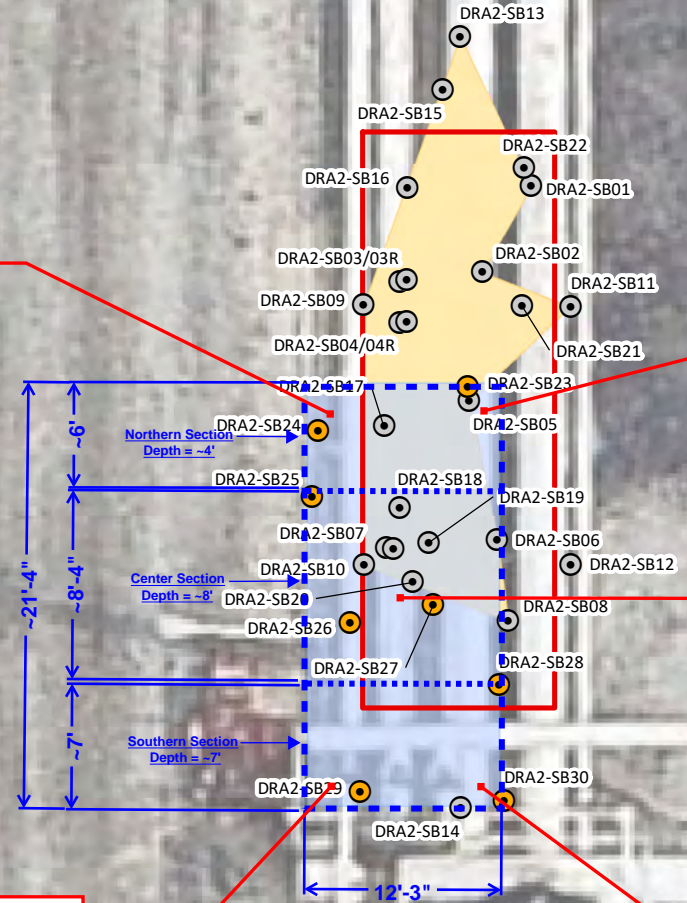 DRA2-SB13
DRA2-SB15
DRA2-SB22
DRA2-SB16
DRA2-SB01
DRA2-SB03/03R
DRA2-SB02
DRA2-SB09
DRA2-SB11
DRA2-SB04/04R
DRA2-SB21
DRA2-SB17
DRA2-SB23
DRA2-SB24
DRA2-SB05
~6'
Northern Section
Depth = ~4'
DRA2-SB25
DRA2-SB18
DRA2-SB19
DRA2-SB07
DRA2-SB06
DRA2-SB10
DRA2-SB12
~21'-4"
~8'-4"
Center Section
Depth = ~8'
DRA2-SB20
DRA2-SB08
DRA2-SB26
DRA2-SB27
DRA2-SB28
~7'
Southern Section
Depth = ~7'
DRA2-SB29
DRA2-SB30
DRA2-SB14
12'-3"